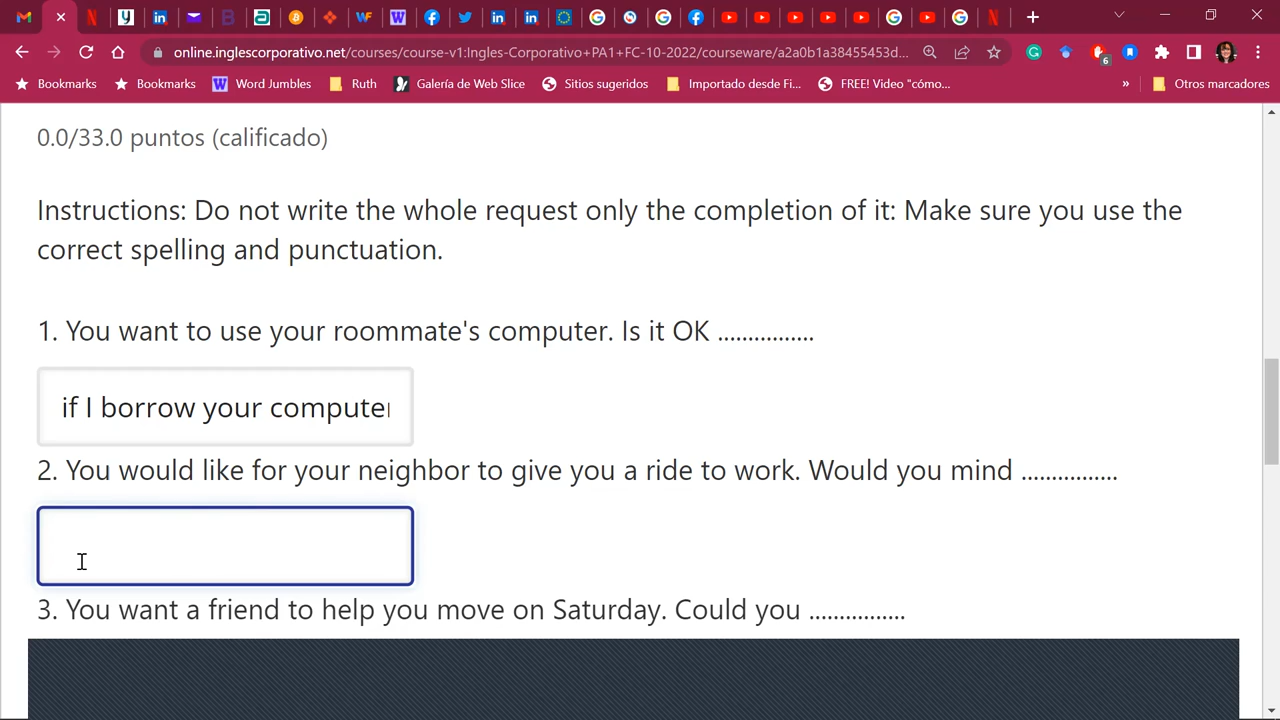 online.inglescorporativo.net/courses/course-v1:Ingles-Corporativo+PA1+FC-10-2022/courseware/a2a0b1a38455453d...
6
Bookmarks
Bookmarks
Word Jumbles
Ruth
Galería de Web Slice
Sitios sugeridos
Importado desde Fi...
FREE! Video "cómo...
»
Otros marcadores
0.0/33.0 puntos (calificado)
Instructions: Do not write the whole request only the completion of it: Make sure you use the
correct spelling and punctuation.
1. You want to use your roommate's computer. Is it OK ................
if I borrow your computer
2. You would like for your neighbor to give you a ride to work. Would you mind ................
3. You want a friend to help you move on Saturday. Could you ................